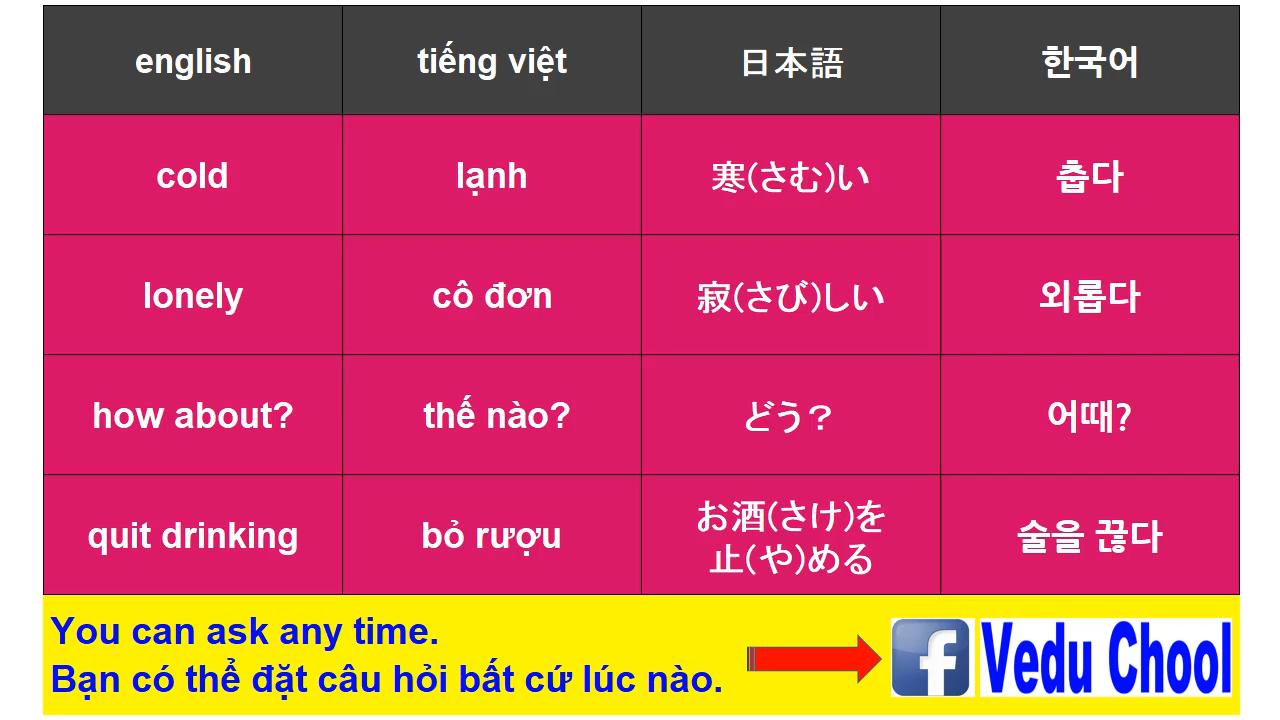 english tiếng việt 日本語 한국어
cold lạnh 寒(さむ)い 춥다
lonely cô đơn 寂(さび)しい 외롭다
how about? thế nào? どう？ 어때?
quit drinking bỏ rượu お酒(さけ)を 술을 끊다
止(や)める
You can ask any time.
Bạn có thể đặt câu hỏi bất cứ lúc nào.
f Vedu Chool